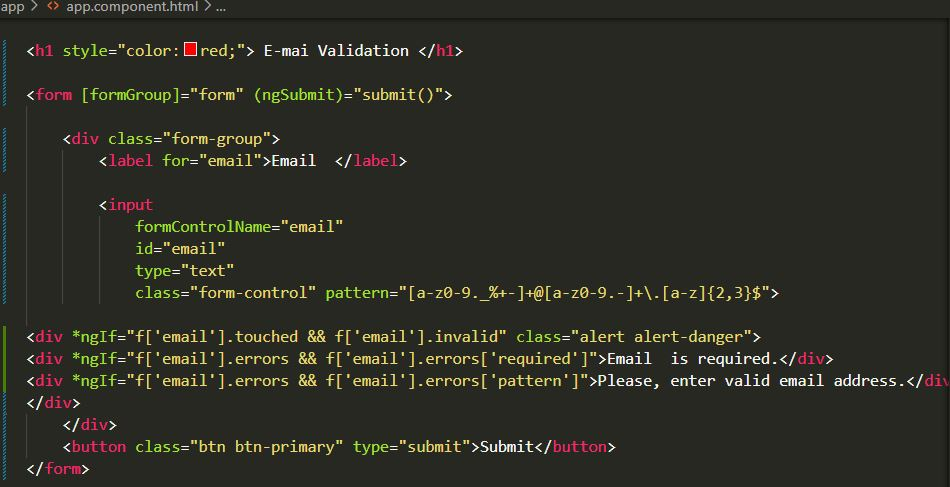 app > <> app.component.html > ...
<h1 style="color:red;"> E-mai Validation </h1>
<form [formGroup]="form" (ngSubmit)="submit()">
<div class="form-group">
<label for="email">Email  </label>
<input
formControlName="email"
id="email"
type="text"
class="form-control" pattern="[a-z0-9._%+-]+@[a-z0-9.-]+\.[a-z]{2,3}$">
<div *ngIf="f['email'].touched && f['email'].invalid" class="alert alert-danger">
<div *ngIf="f['email'].errors && f['email'].errors['required']">Email  is required.</div>
<div *ngIf="f['email'].errors && f['email'].errors['pattern']">Please, enter valid email address.</div
</div>
</div>
<button class="btn btn-primary" type="submit">Submit</button>
</form>